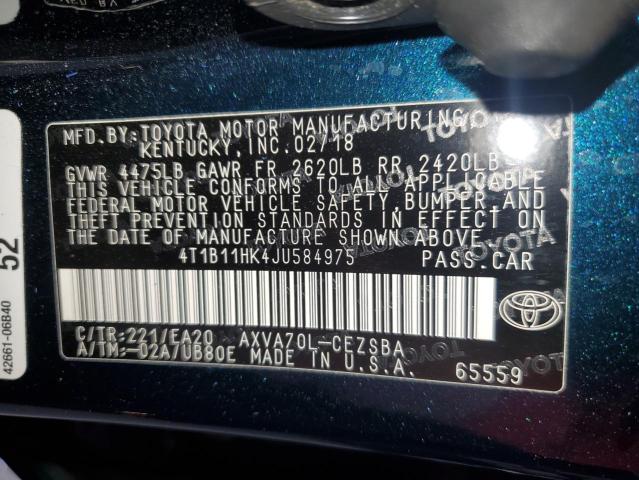 MFD. BY: TOYOTA MOTOR MANUFACTURING,
KENTUCKY, INC. 02/18
GVWR 4475LB GAWR FR 2620LB RR 2420LB
THIS VEHICLE CONFORMS TO ALL APPLICABLE
FEDERAL MOTOR VEHICLE SAFETY, BUMPER, AND
THEFT PREVENTION STANDARDS IN EFFECT ON
THE DATE OF MANUFACTURE SHOWN ABOVE.
4T1B11HK4JU584975 PASS.CAR
C/TR:221/EA20 AXVA70L-CEZSBA
A/TM:-02A/UB80E MADE IN U.S.A. 65559
TOYOTA
42661-06B40
52